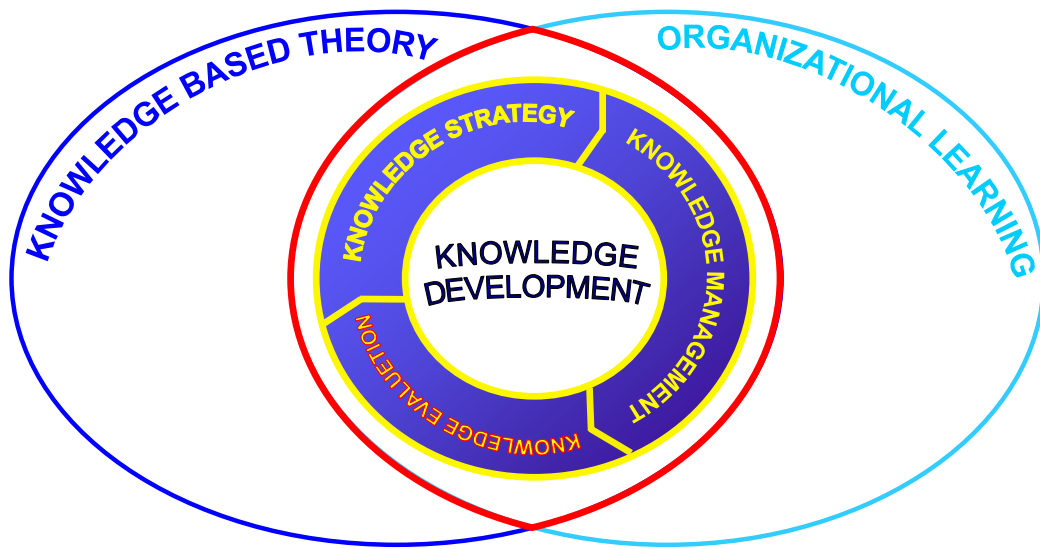 KNOWLEDGE BASED THEORY
ORGANIZATIONAL LEARNING
KNOWLEDGE STRATEGY
KNOWLEDGE MANAGEMENT
KNOWLEDGE EVALUETION
KNOWLEDGE
DEVELOPMENT